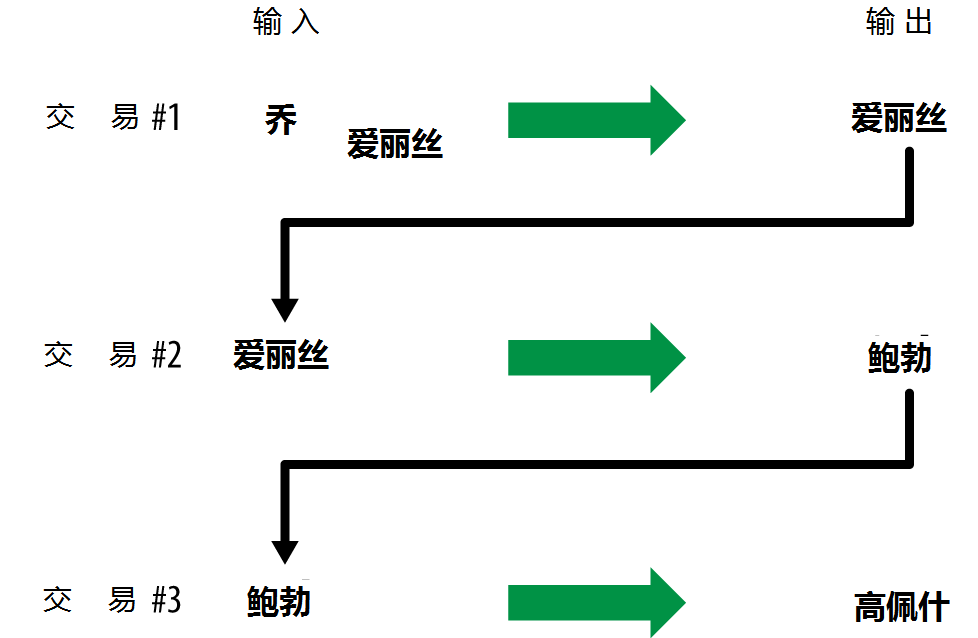 输入 输出
交易#1 乔 爱丽丝 爱丽丝
交易#2 爱丽丝 鲍勃
交易#3 鲍勃 高佩什